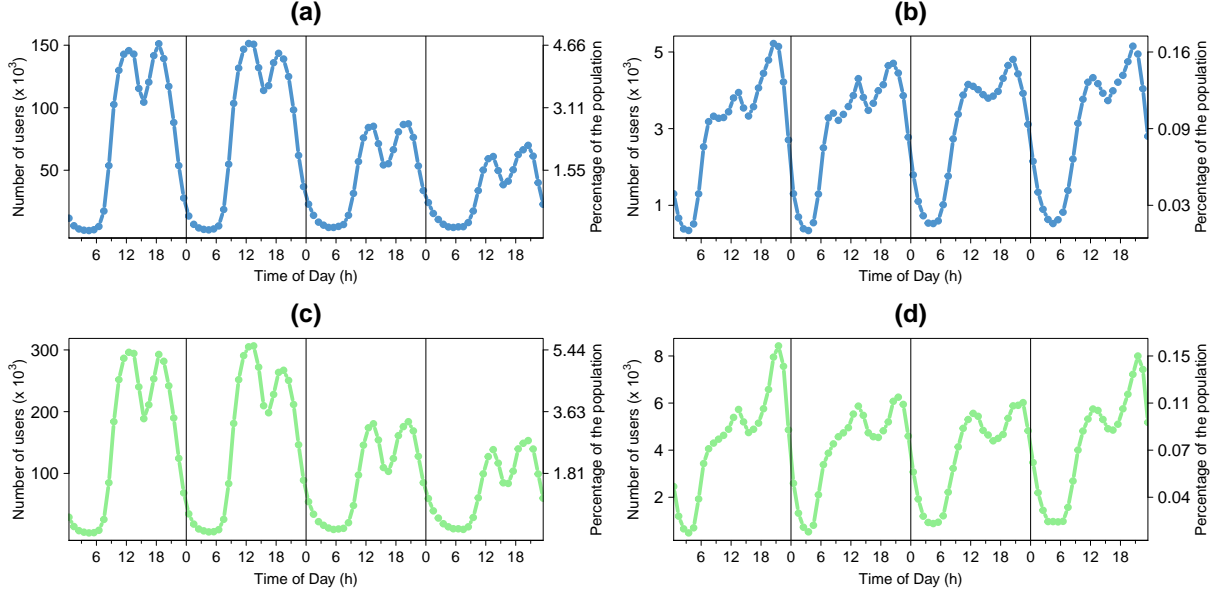 (a)
Number of users (x 10³)
150
100
50
4.66
3.11
1.55
Percentage of the population
6 12 18 0 6 12 18 0 6 12 18 0 6 12 18
Time of Day (h)
(b)
Number of users (x 10³)
5
3
1
0.16
0.09
0.03
Percentage of the population
6 12 18 0 6 12 18 0 6 12 18 0 6 12 18
Time of Day (h)
(c)
Number of users (x 10³)
300
200
100
5.44
3.63
1.81
Percentage of the population
6 12 18 0 6 12 18 0 6 12 18 0 6 12 18
Time of Day (h)
(d)
Number of users (x 10³)
8
6
4
2
0.15
0.11
0.07
0.04
Percentage of the population
6 12 18 0 6 12 18 0 6 12 18 0 6 12 18
Time of Day (h)